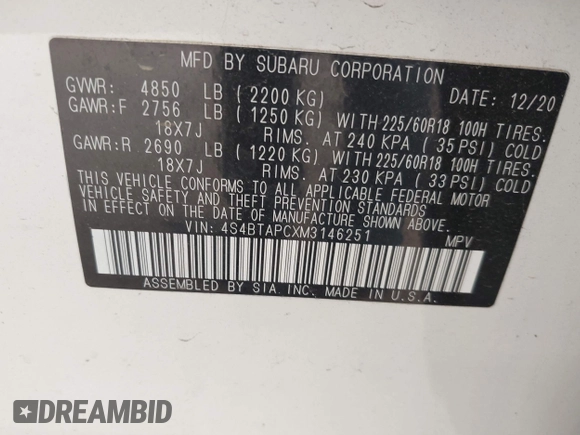 MFD BY SUBARU CORPORATION
GVWR: 4850 LB (2200 KG) DATE: 12/20
GAWR:F 2756 LB (1250 KG) WITH 225/60R18 100H TIRES.
18X7J RIMS. AT 240 KPA (35 PSI) COLD
GAWR:R 2690 LB (1220 KG) WITH 225/60R18 100H TIRES.
18X7J RIMS. AT 230 KPA (33 PSI) COLD
THIS VEHICLE CONFORMS TO ALL APPLICABLE FEDERAL MOTOR
VEHICLE SAFETY AND THEFT PREVENTION STANDARDS
IN EFFECT ON THE DATE OF MANUFACTURE SHOWN ABOVE.
VIN: 4S4BTAPCXM3146251 MPV
ASSEMBLED BY SIA INC. MADE IN U.S.A.
DREAMBID